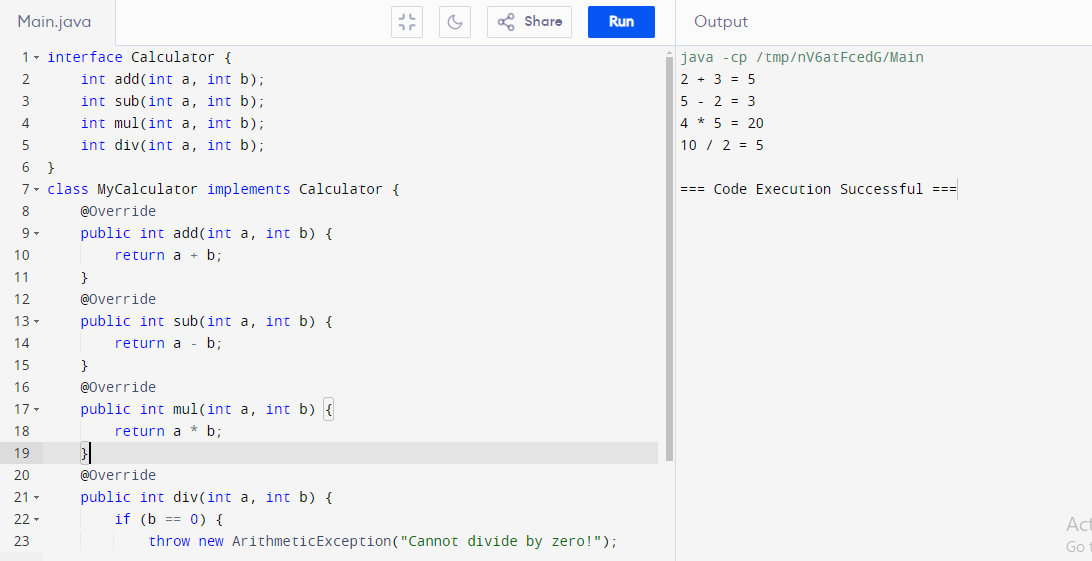 Main.java
Share
Run
Output
1 interface Calculator {
2     int add(int a, int b);
3     int sub(int a, int b);
4     int mul(int a, int b);
5     int div(int a, int b);
6 }
7 class MyCalculator implements Calculator {
8     @Override
9     public int add(int a, int b) {
10         return a + b;
11     }
12     @Override
13     public int sub(int a, int b) {
14         return a - b;
15     }
16     @Override
17     public int mul(int a, int b) {
18         return a * b;
19     }
20     @Override
21     public int div(int a, int b) {
22         if (b == 0) {
23             throw new ArithmeticException("Cannot divide by zero!");
java -cp /tmp/nV6atFcedG/Main
2 + 3 = 5
5 - 2 = 3
4 * 5 = 20
10 / 2 = 5
=== Code Execution Successful ===
Act
Go t